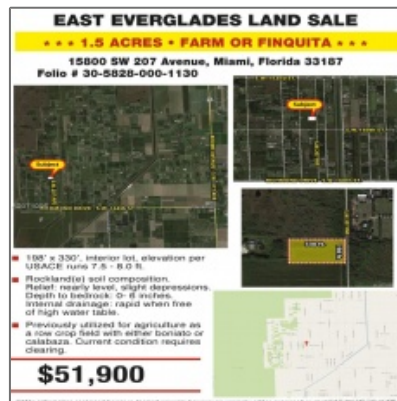 EAST EVERGLADES LAND SALE
★ ★ ★ 1.5 ACRES • FARM OR FINQUITA ★ ★ ★
15800 SW 207 Avenue, Miami, Florida 33187
Folio # 30-5828-000-1130
Subject
Subject
198' x 330', interior lot, elevation per
USACE runs 7.5 - 8.0 ft.
Rockland(e) soil composition.
Relief: nearly level, slight depressions.
Depth to bedrock: 0- 6 inches.
Internal drainage: rapid when free
of high water table.
Previously utilized for agriculture as
a row crop field with either boniato or
calabaza. Current condition requires
clearing.
$51,900